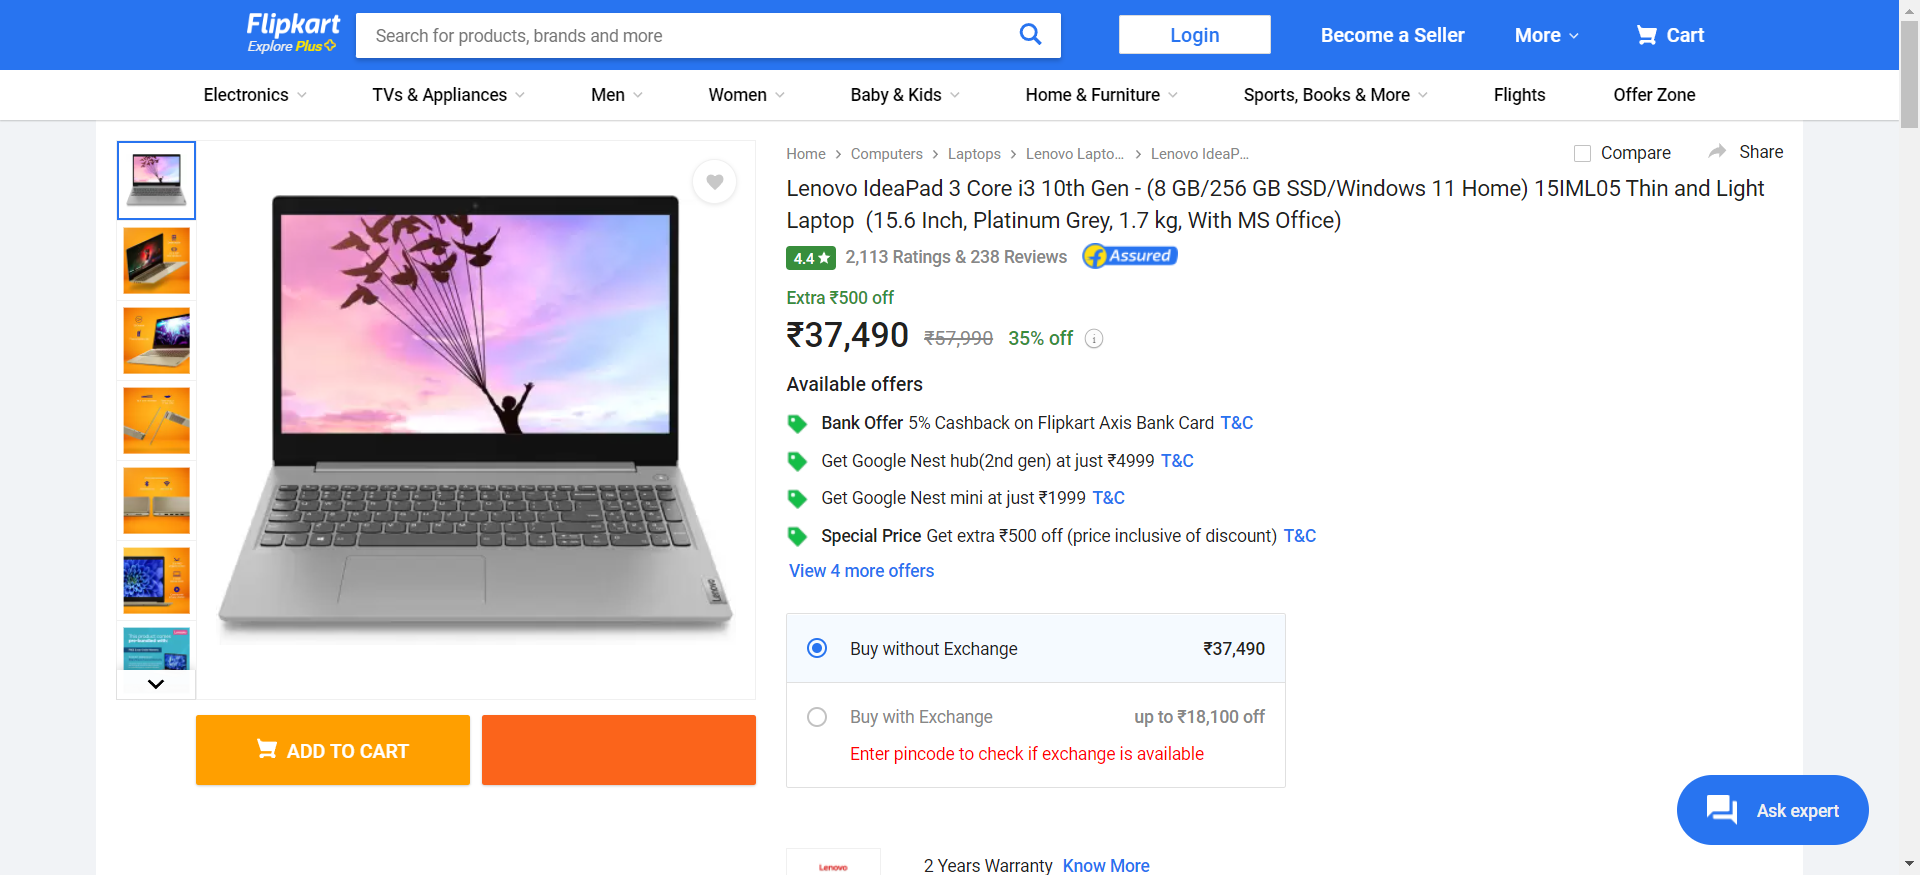 Flipkart
Explore Plus
Search for products, brands and more
Login
Become a Seller
More
Cart
Electronics
TVs & Appliances
Men
Women
Baby & Kids
Home & Furniture
Sports, Books & More
Flights
Offer Zone
Home
Computers
Laptops
Lenovo Lapto...
Lenovo IdeaP...
Compare
Share
Lenovo IdeaPad 3 Core i3 10th Gen - (8 GB/256 GB SSD/Windows 11 Home) 15IML05 Thin and Light
Laptop (15.6 Inch, Platinum Grey, 1.7 kg, With MS Office)
4.4
2,113 Ratings & 238 Reviews
Assured
Extra ₹500 off
₹37,490
₹57,990
35% off
Available offers
Bank Offer 5% Cashback on Flipkart Axis Bank Card T&C
Get Google Nest hub(2nd gen) at just ₹4999 T&C
Get Google Nest mini at just ₹1999 T&C
Special Price Get extra ₹500 off (price inclusive of discount) T&C
View 4 more offers
Lenovo
Buy without Exchange
₹37,490
Buy with Exchange
up to ₹18,100 off
Enter pincode to check if exchange is available
ADD TO CART
Ask expert
Lenovo
2 Years Warranty Know More